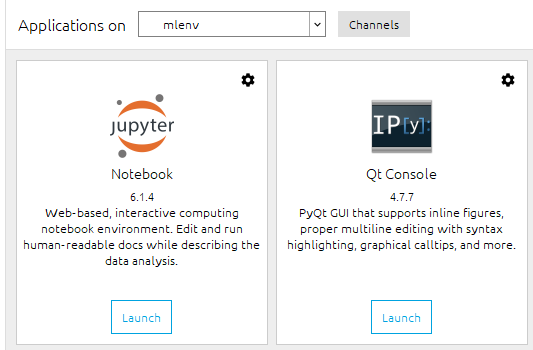 Applications on mlenv Channels
jupyter
Notebook
6.1.4
Web-based, interactive computing
notebook environment. Edit and run
human-readable docs while describing the
data analysis.
Launch
IP[y]:
Qt Console
4.7.7
PyQt GUI that supports inline figures,
proper multiline editing with syntax
highlighting, graphical calltips, and more.
Launch